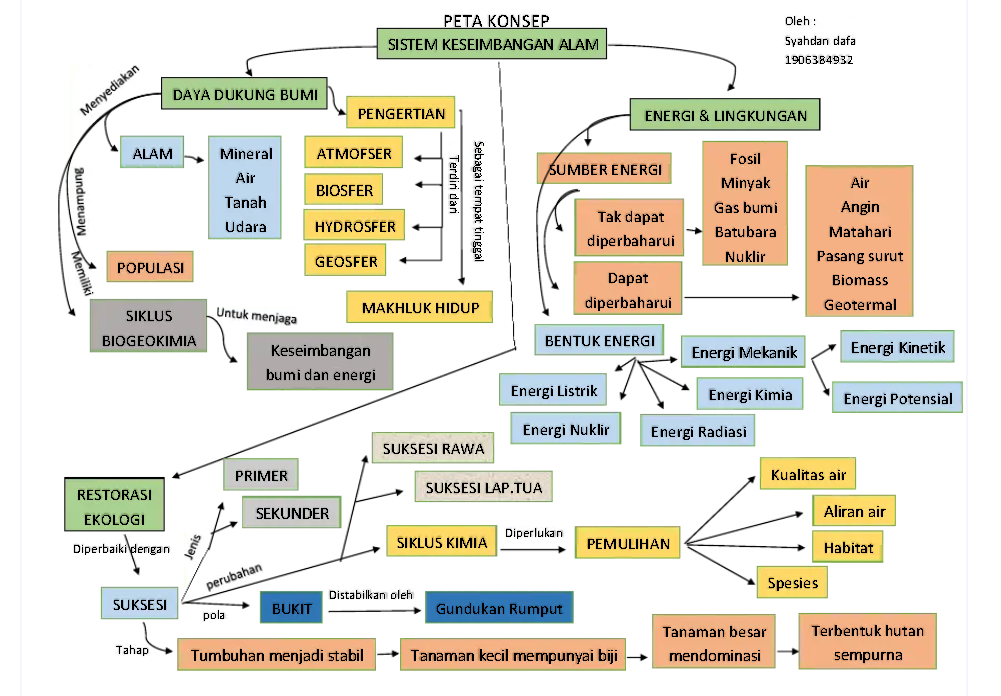 PETA KONSEP
SISTEM KESEIMBANGAN ALAM
Oleh :
Syahdan dafa
1906384932
Menyediakan
DAYA DUKUNG BUMI
PENGERTIAN
ALAM
Mineral
Air
Tanah
Udara
ATMOFSER
BIOSFER
HYDROSFER
GEOSFER
Terdiri dari
Sebagai tempat tinggal
MAKHLUK HIDUP
Menampung
POPULASI
Memiliki
SIKLUS
BIOGEOKIMIA
Untuk menjaga
Keseimbangan
bumi dan energi
ENERGI & LINGKUNGAN
SUMBER ENERGI
Tak dapat
diperbaharui
Fosil
Minyak
Gas bumi
Batubara
Nuklir
Dapat
diperbaharui
Air
Angin
Matahari
Pasang surut
Biomass
Geotermal
BENTUK ENERGI
Energi Mekanik
Energi Kinetik
Energi Potensial
Energi Listrik
Energi Kimia
Energi Nuklir
Energi Radiasi
RESTORASI
EKOLOGI
Diperbaiki dengan
SUKSESI
Jenis
PRIMER
SEKUNDER
perubahan
SUKSESI RAWA
SUKSESI LAP.TUA
SIKLUS KIMIA
Diperlukan
PEMULIHAN
Kualitas air
Aliran air
Habitat
Spesies
pola
BUKIT
Distabilkan oleh
Gundukan Rumput
Tahap
Tumbuhan menjadi stabil
Tanaman kecil mempunyai biji
Tanaman besar
mendominasi
Terbentuk hutan
sempurna